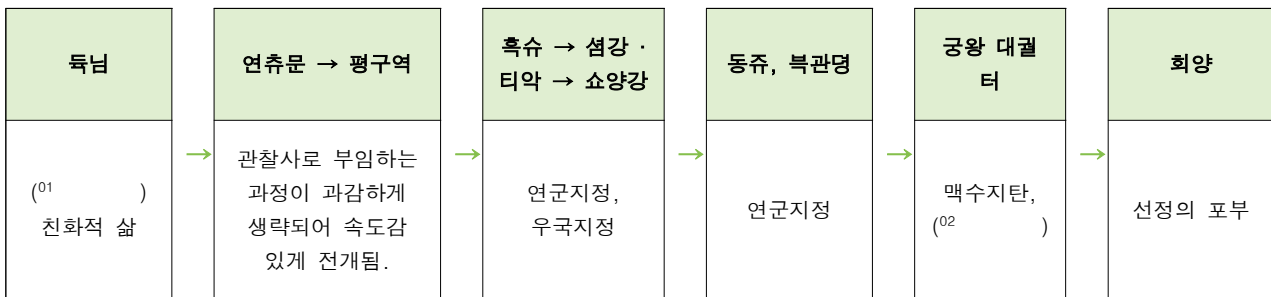 듁님
→
연츄문 → 평구역
→
흑슈 → 셤강 ·
티악 → 쇼양강
→
동쥬, 븍관뎡
→
궁왕 대궐
터
→
회양
(01 )
친화적 삶
관찰사로 부임하는
과정이 과감하게
생략되어 속도감
있게 전개됨.
연군지정,
우국지정
연군지정
맥수지탄,
(02 )
선정의 포부